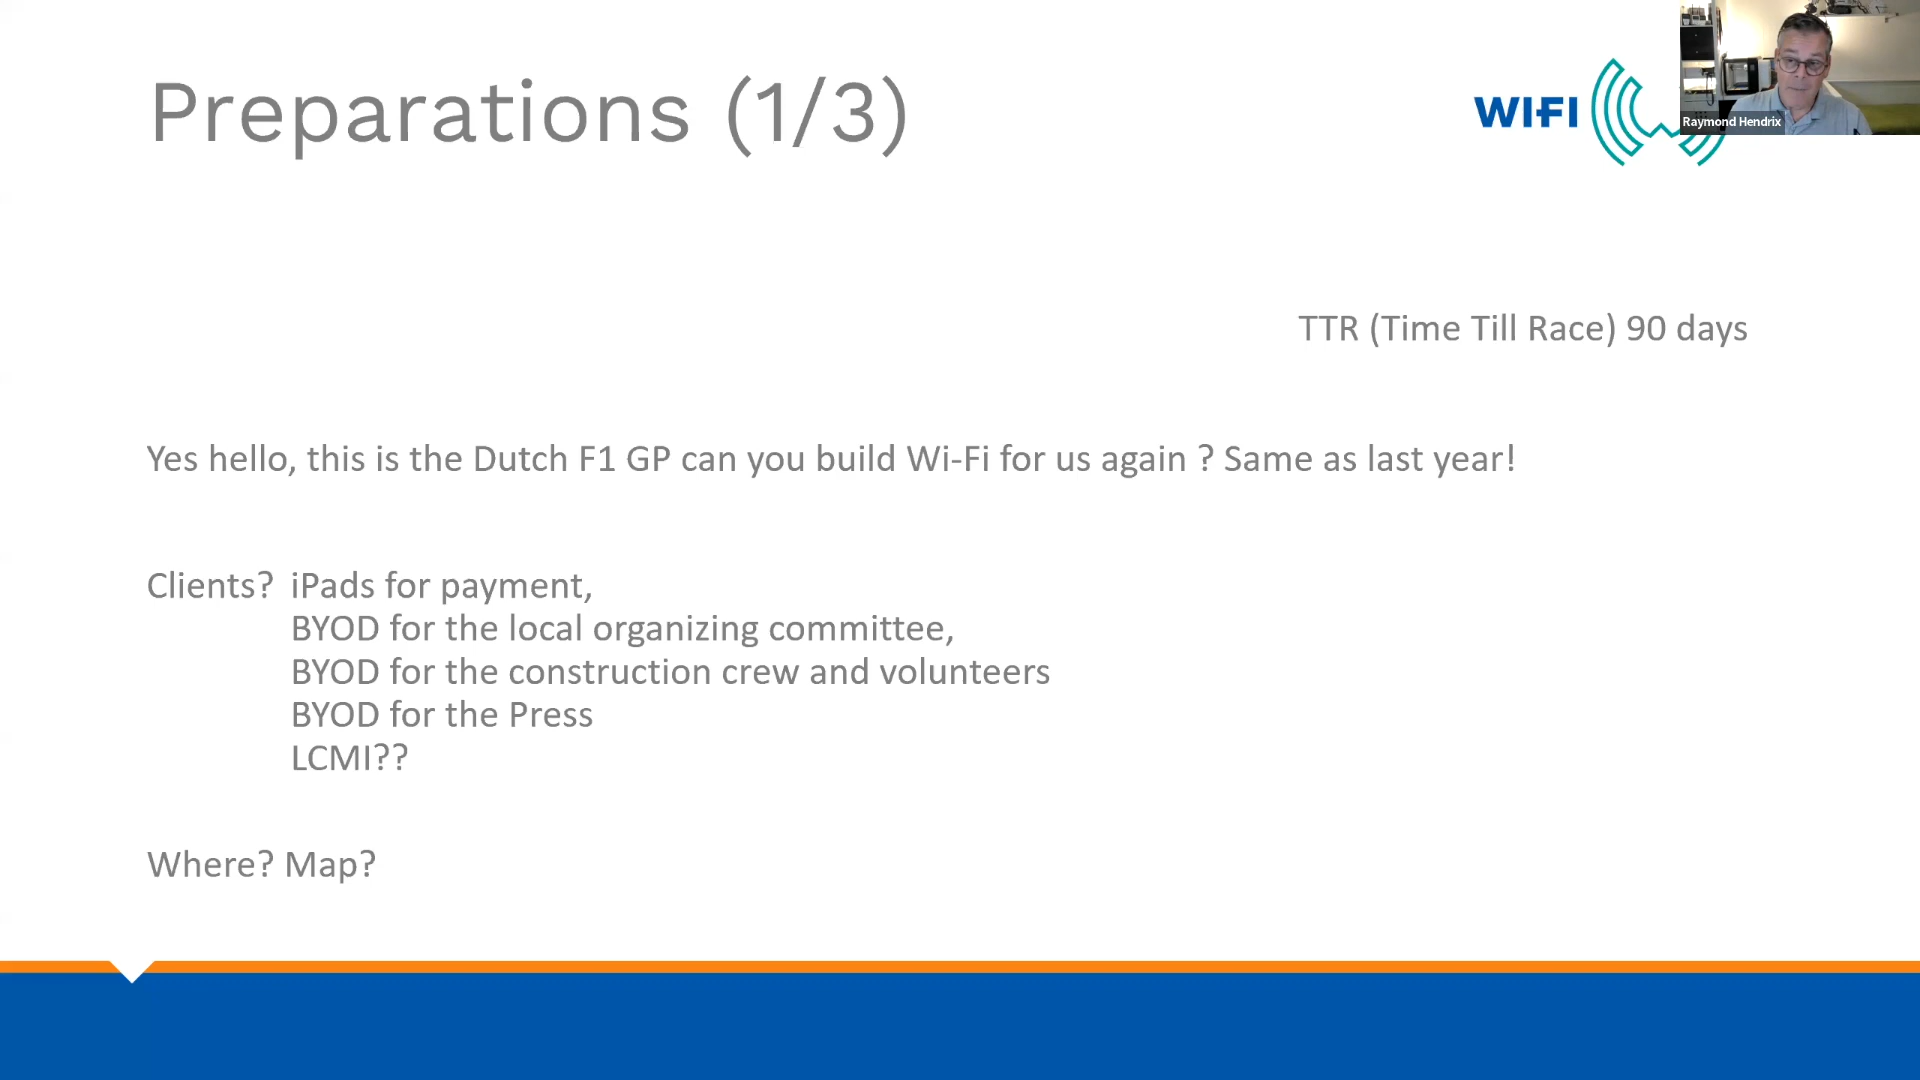 Preparations (1/3)
WIFI
Raymond Hendrix
TTR (Time Till Race) 90 days
Yes hello, this is the Dutch F1 GP can you build Wi-Fi for us again ? Same as last year!
Clients? iPads for payment,
BYOD for the local organizing committee,
BYOD for the construction crew and volunteers
BYOD for the Press
LCMI??
Where? Map?